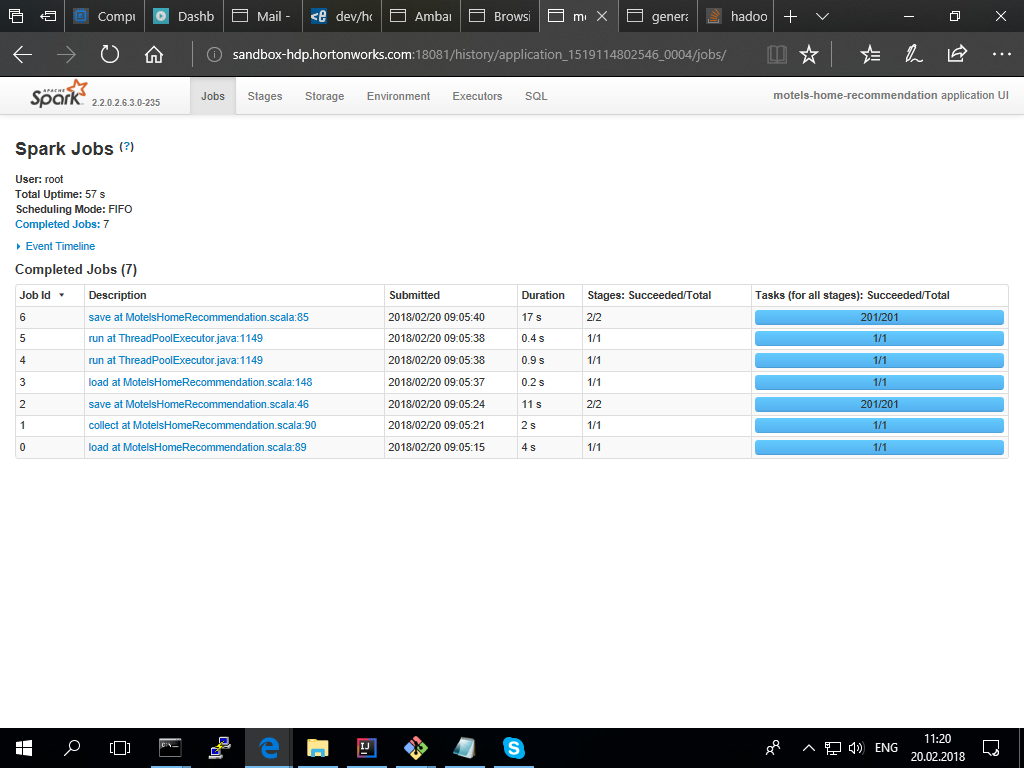 Compu
Dashb
Mail -
dev/ho
Ambar
Browsi
mo
genera
hadoo
sandbox-hdp.hortonworks.com:18081/history/application_1519114802546_0004/jobs/
APACHE
Spark 2.2.0.2.6.3.0-235
Jobs
Stages
Storage
Environment
Executors
SQL
motels-home-recommendation application UI
Spark Jobs (?)
User: root
Total Uptime: 57 s
Scheduling Mode: FIFO
Completed Jobs: 7
Event Timeline
Completed Jobs (7)
Job Id ▾ Description Submitted Duration Stages: Succeeded/Total Tasks (for all stages): Succeeded/Total
6 save at MotelsHomeRecommendation.scala:85 2018/02/20 09:05:40 17 s 2/2 201/201
5 run at ThreadPoolExecutor.java:1149 2018/02/20 09:05:38 0.4 s 1/1 1/1
4 run at ThreadPoolExecutor.java:1149 2018/02/20 09:05:38 0.9 s 1/1 1/1
3 load at MotelsHomeRecommendation.scala:148 2018/02/20 09:05:37 0.2 s 1/1 1/1
2 save at MotelsHomeRecommendation.scala:46 2018/02/20 09:05:24 11 s 2/2 201/201
1 collect at MotelsHomeRecommendation.scala:90 2018/02/20 09:05:21 2 s 1/1 1/1
0 load at MotelsHomeRecommendation.scala:89 2018/02/20 09:05:15 4 s 1/1 1/1
ENG
11:20
20.02.2018